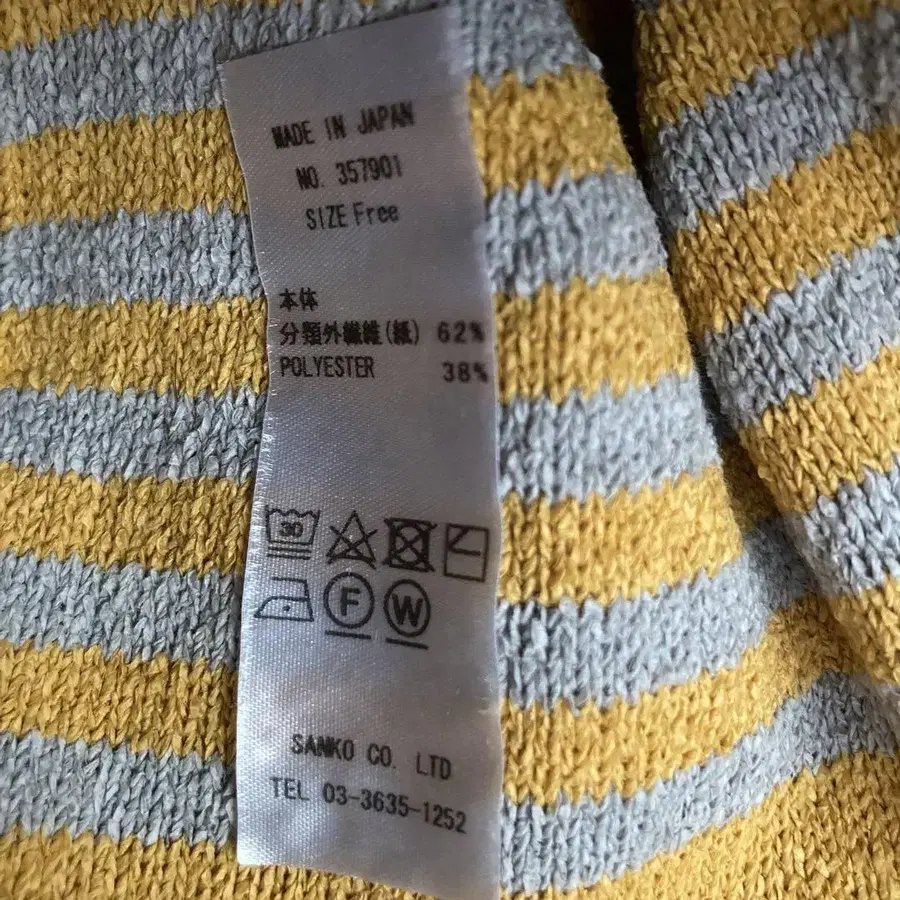 MADE IN JAPAN
NO. 357901
SIZE Free
本体
分類外繊維(紙) 62%
POLYESTER 38%
30
F W
SANKO CO. LTD
TEL 03-3635-1252